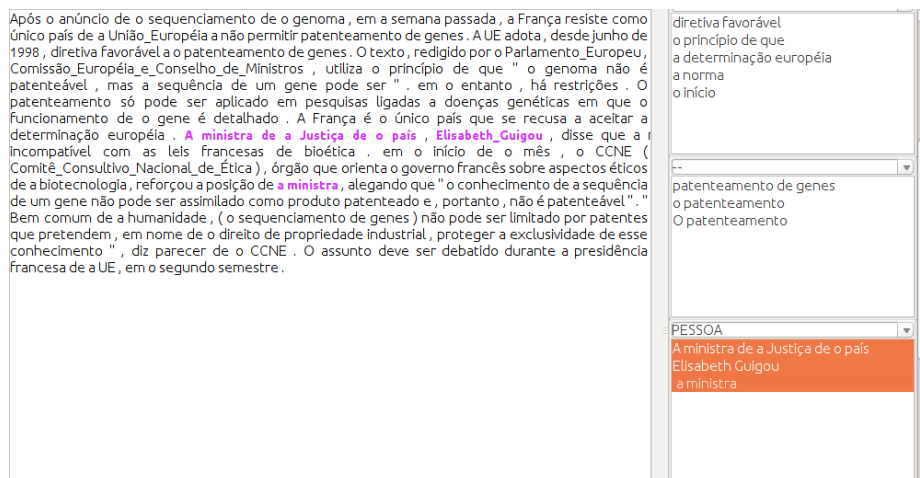 Após o anúncio de o sequenciamento de o genoma , em a semana passada , a França resiste como
único país de a União_Européia a não permitir patenteamento de genes . A UE adota , desde junho de
1998 , diretiva favorável a o patenteamento de genes . O texto , redigido por o Parlamento_Europeu ,
Comissão_Européia_e_Conselho_de_Ministros , utiliza o princípio de que " o genoma não é
patenteável , mas a sequência de um gene pode ser " . em o entanto , há restrições . O
patenteamento só pode ser aplicado em pesquisas ligadas a doenças genéticas em que o
funcionamento de o gene é detalhado . A França é o único país que se recusa a aceitar a
determinação européia . A ministra de a Justiça de o país , Elisabeth_Guigou , disse que a
incompatível com as leis francesas de bioética . em o início de o mês , o CCNE (
Comitê_Consultivo_Nacional_de_Ética ) , órgão que orienta o governo francês sobre aspectos éticos
de a biotecnologia , reforçou a posição de a ministra , alegando que " o conhecimento de a sequência
de um gene não pode ser assimilado como produto patenteado e , portanto , não é patenteável " . "
Bem comum de a humanidade , ( o sequenciamento de genes ) não pode ser limitado por patentes
que pretendem , em nome de o direito de propriedade industrial , proteger a exclusividade de esse
conhecimento " , diz parecer de o CCNE . O assunto deve ser debatido durante a presidência
francesa de a UE , em o segundo semestre .
diretiva favorável
o princípio de que
a determinação européia
a norma
o início
--
patenteamento de genes
o patenteamento
O patenteamento
PESSOA
A ministra de a Justiça de o país
Elisabeth Guigou
a ministra